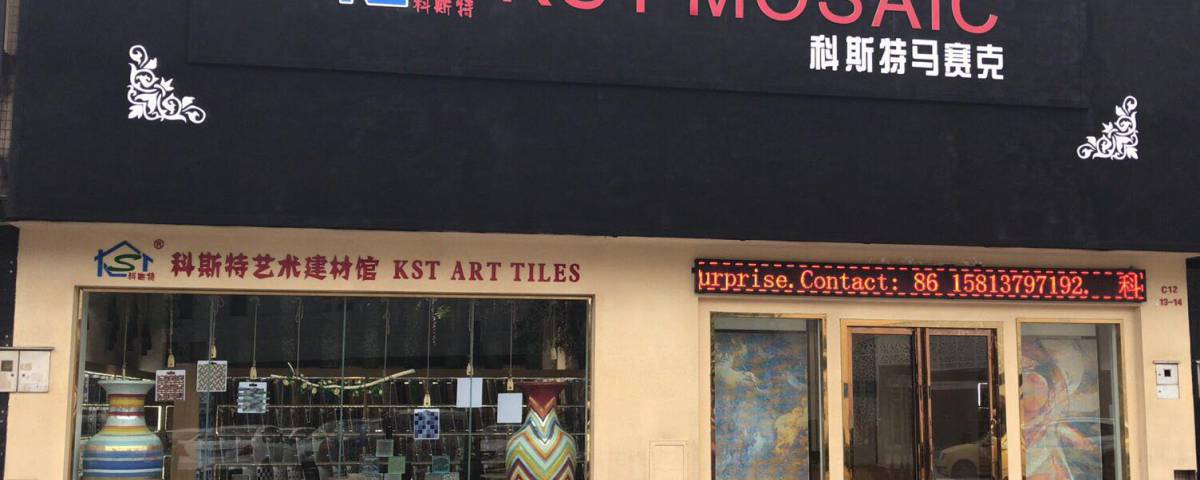 科斯特
KST MOSAIC
科斯特马赛克
KST
科斯特
®
科斯特艺术建材馆 KST ART TILES
urprise.Contact: 86 15813797192. 科
C12
13-14